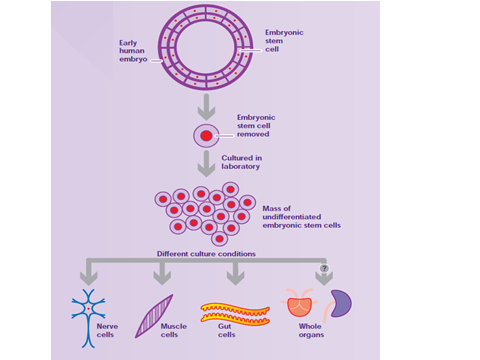 Early
human
embryo
Embryonic
stem
cell
Embryonic
stem cell
removed
Cultured in
laboratory
Mass of
undifferentiated
embryonic stem cells
Different culture conditions
?
Nerve
cells
Muscle
cells
Gut
cells
Whole
organs